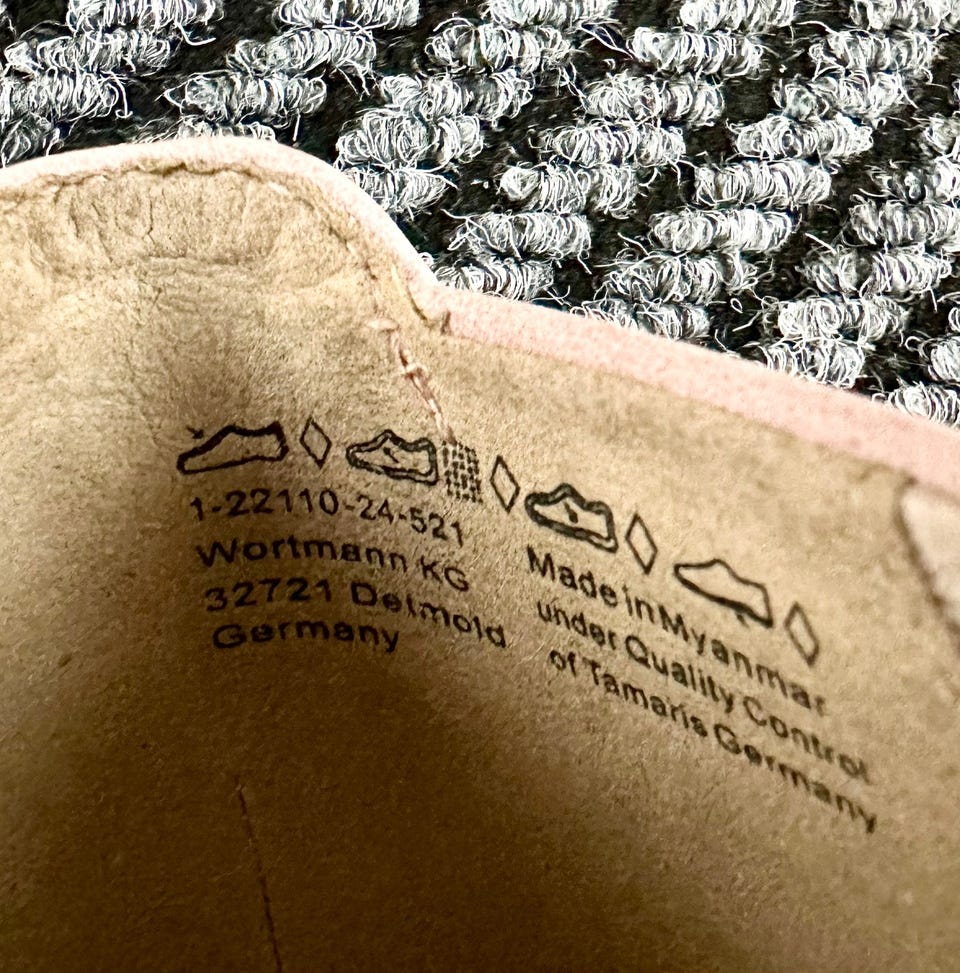 1-22110-24-521
Wortmann KG
32721 Detmold
Germany
Made in Myanmar
under Quality Control
of Tamaris Germany